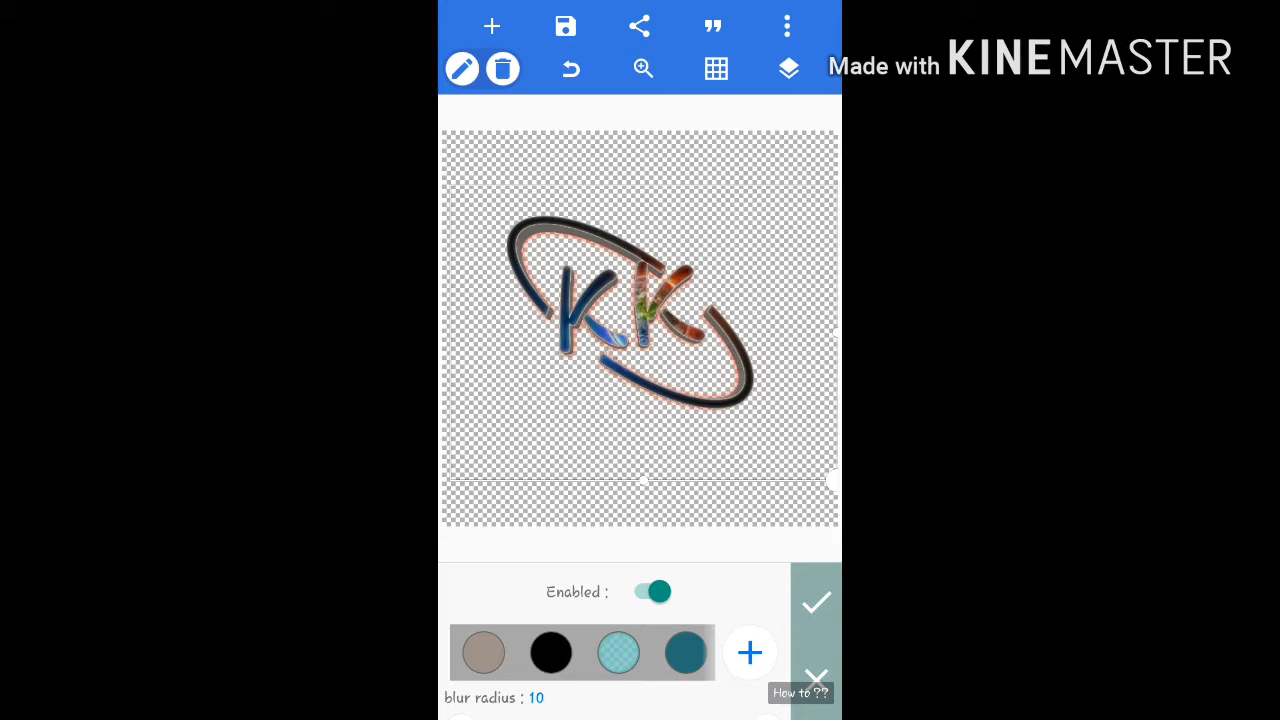 Made with KINEMASTER
KK
Enabled :
blur radius : 10
How to ??